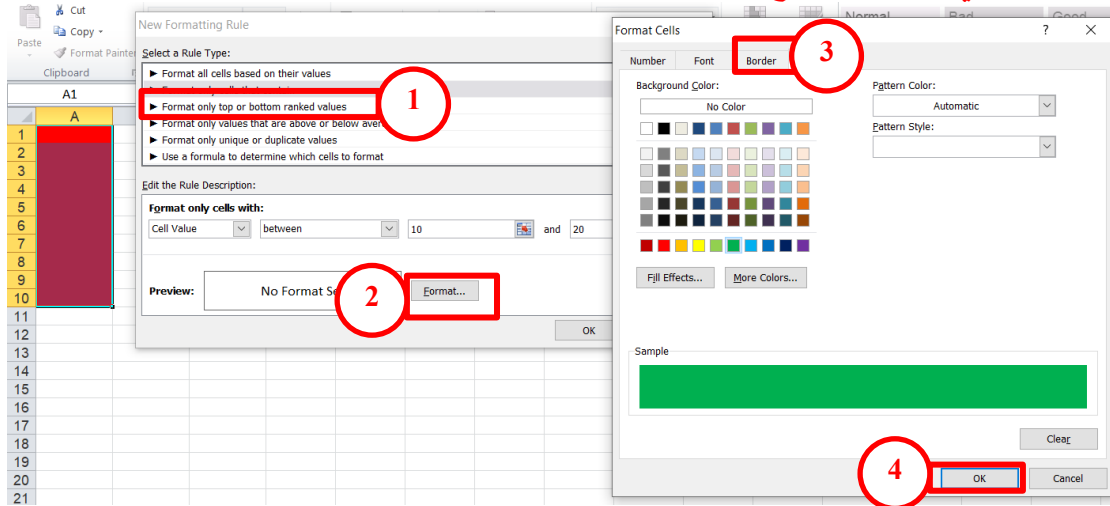 Cut
Copy
Format Painter
Paste
Clipboard
A1
A
1
2
3
4
5
6
7
8
9
10
11
12
13
14
15
16
17
18
19
20
21
New Formatting Rule
Select a Rule Type:
► Format all cells based on their values
► Format only top or bottom ranked values
► Format only values that are above or below
► Format only unique or duplicate values
► Use a formula to determine which cells to format
1
Edit the Rule Description:
Format only cells with:
Cell Value between 10 and 20
Preview: No Format
2
Format...
OK
Normal Bad Good
Format Cells ? ×
Number Font Border
3
Background Color:
No Color
Fill Effects... More Colors...
Pattern Color:
Automatic
Pattern Style:
Sample
Clear
4
OK Cancel